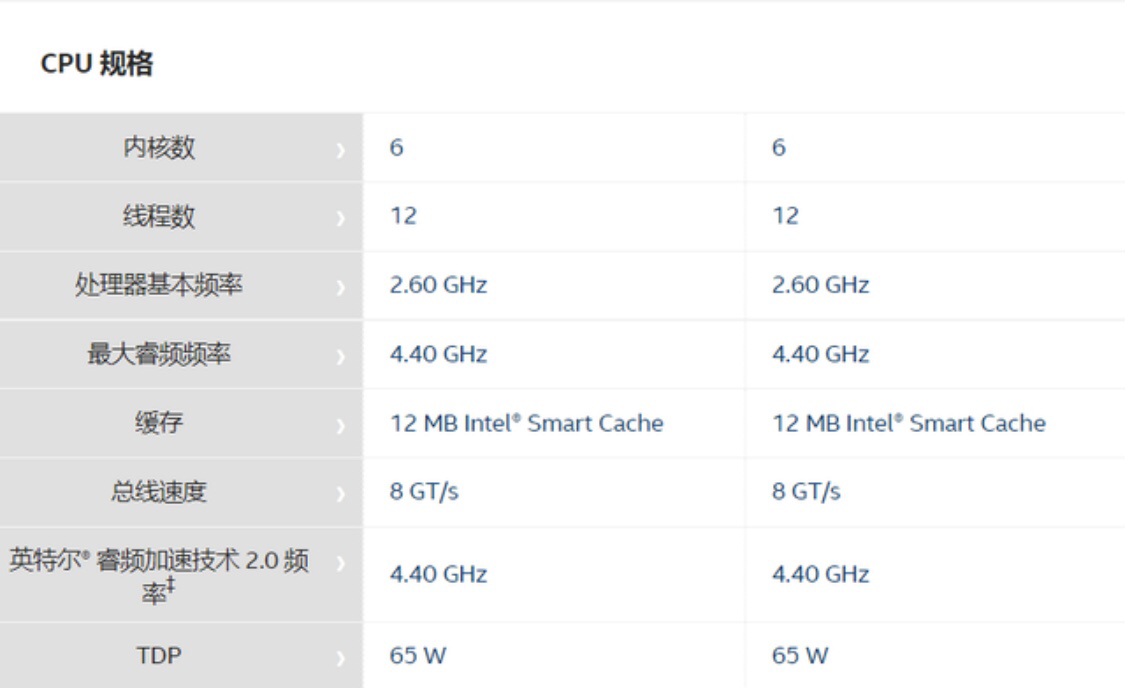 CPU 规格
内核数 6 6
线程数 12 12
处理器基本频率 2.60 GHz 2.60 GHz
最大睿频频率 4.40 GHz 4.40 GHz
缓存 12 MB Intel® Smart Cache 12 MB Intel® Smart Cache
总线速度 8 GT/s 8 GT/s
英特尔® 睿频加速技术 2.0 频
率‡ 4.40 GHz 4.40 GHz
TDP 65 W 65 W